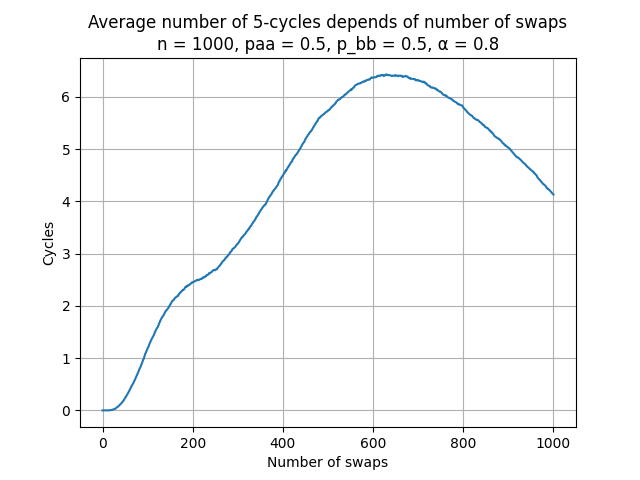 Average number of 5-cycles depends of number of swaps
n = 1000, paa = 0.5, p_bb = 0.5, α = 0.8
6
5
4
3
2
1
0
Cycles
0 200 400 600 800 1000
Number of swaps